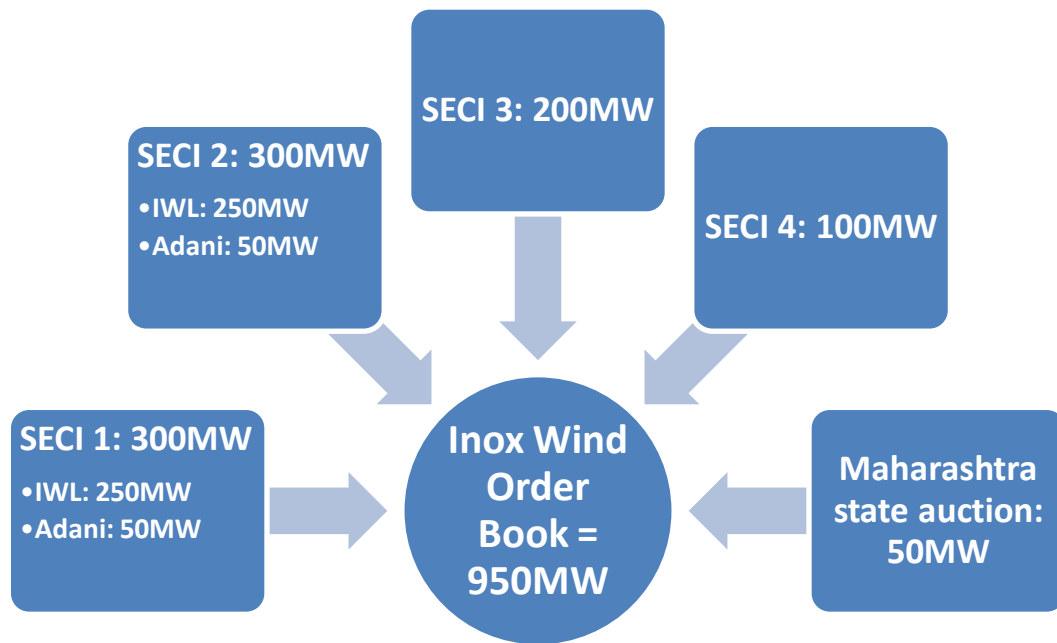 SECI 3: 200MW
SECI 2: 300MW
•IWL: 250MW
•Adani: 50MW
SECI 4: 100MW
SECI 1: 300MW
•IWL: 250MW
•Adani: 50MW
Inox Wind
Order
Book =
950MW
Maharashtra
state auction:
50MW